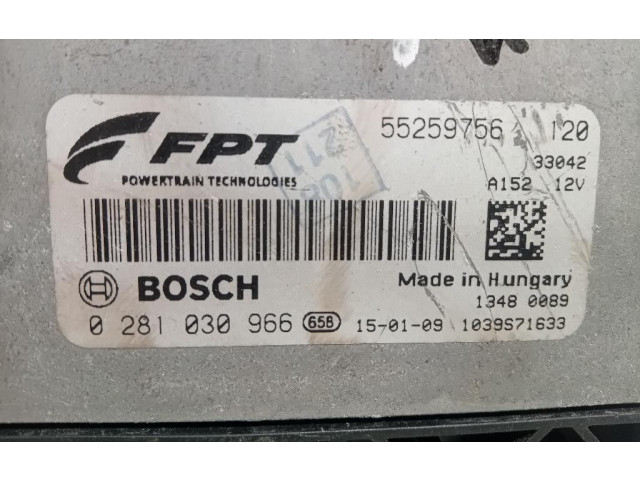 FPT
POWERTRAIN TECHNOLOGIES
55259756 120
33042
A152 12V
BOSCH
Made in Hungary
1348 0089
0 281 030 966 658 15-01-09 1039S71633